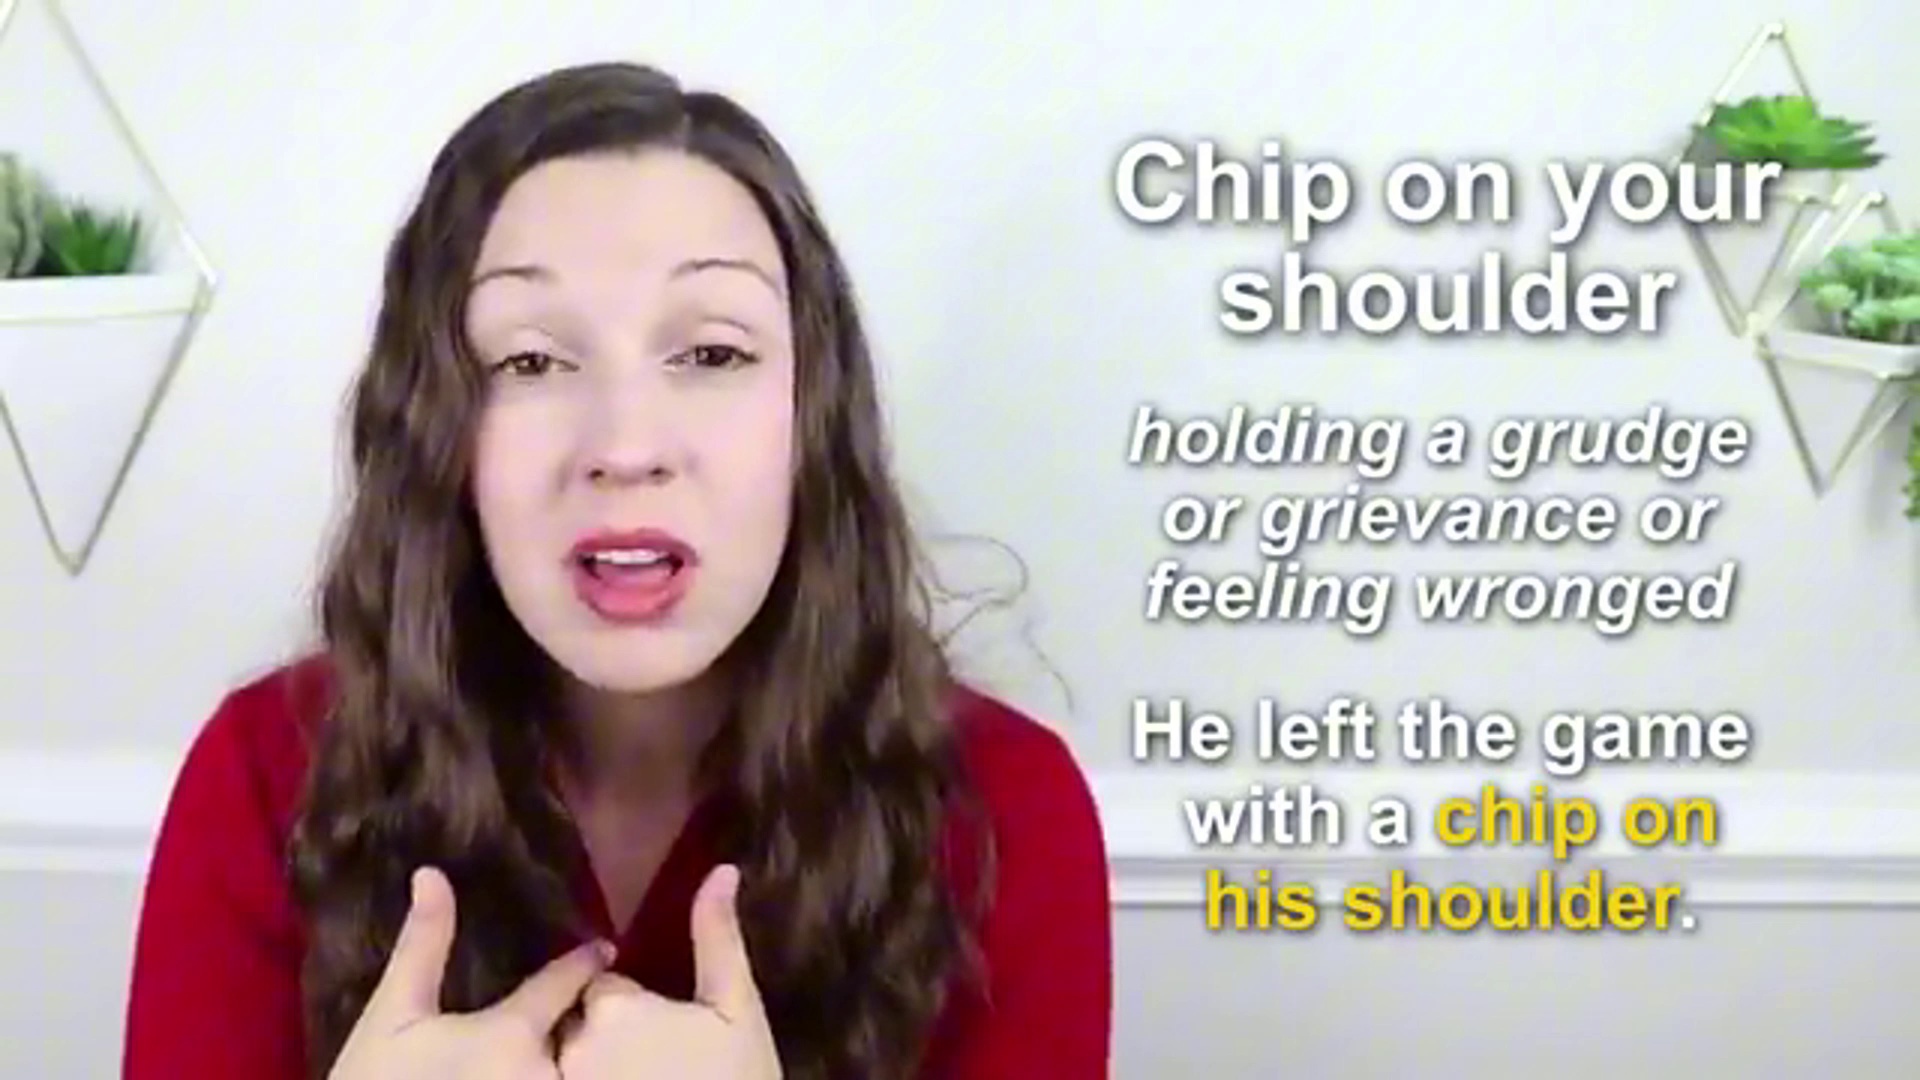 Chip on your
shoulder
holding a grudge
or grievance or
feeling wronged
He left the game
with a chip on
his shoulder.